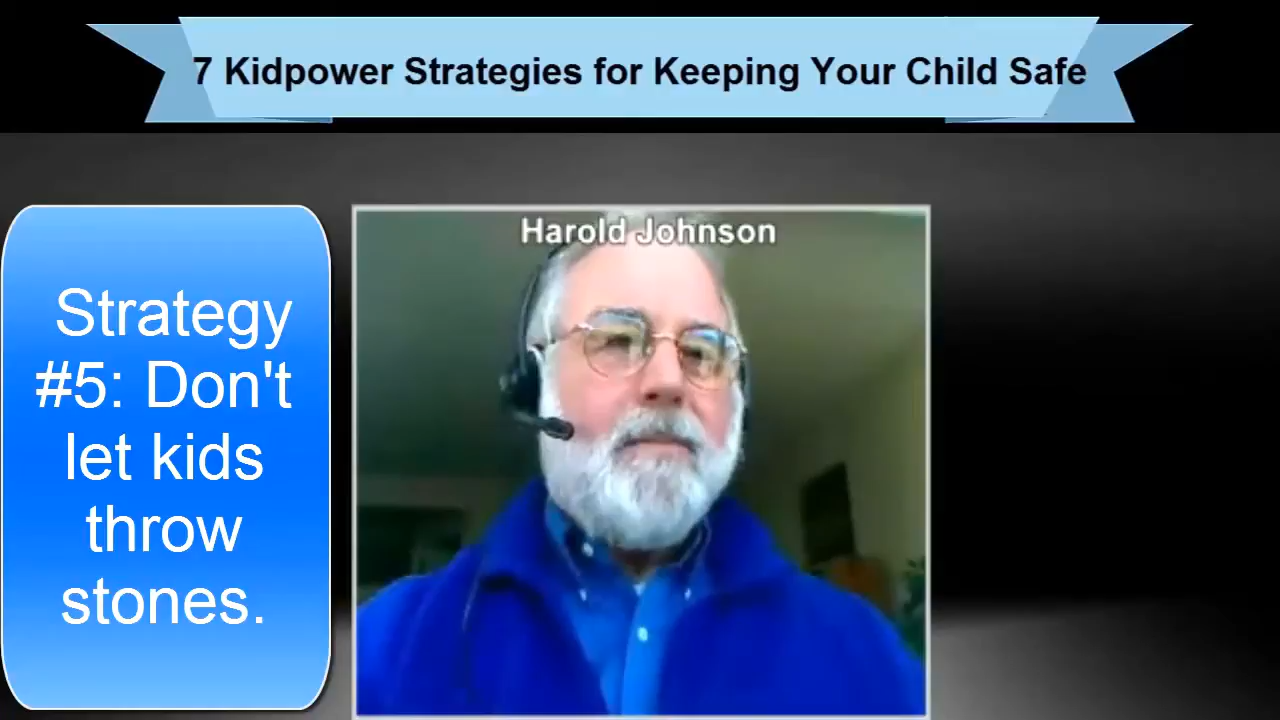 7 Kidpower Strategies for Keeping Your Child Safe
Strategy
#5: Don't
let kids
throw
stones.
Harold Johnson